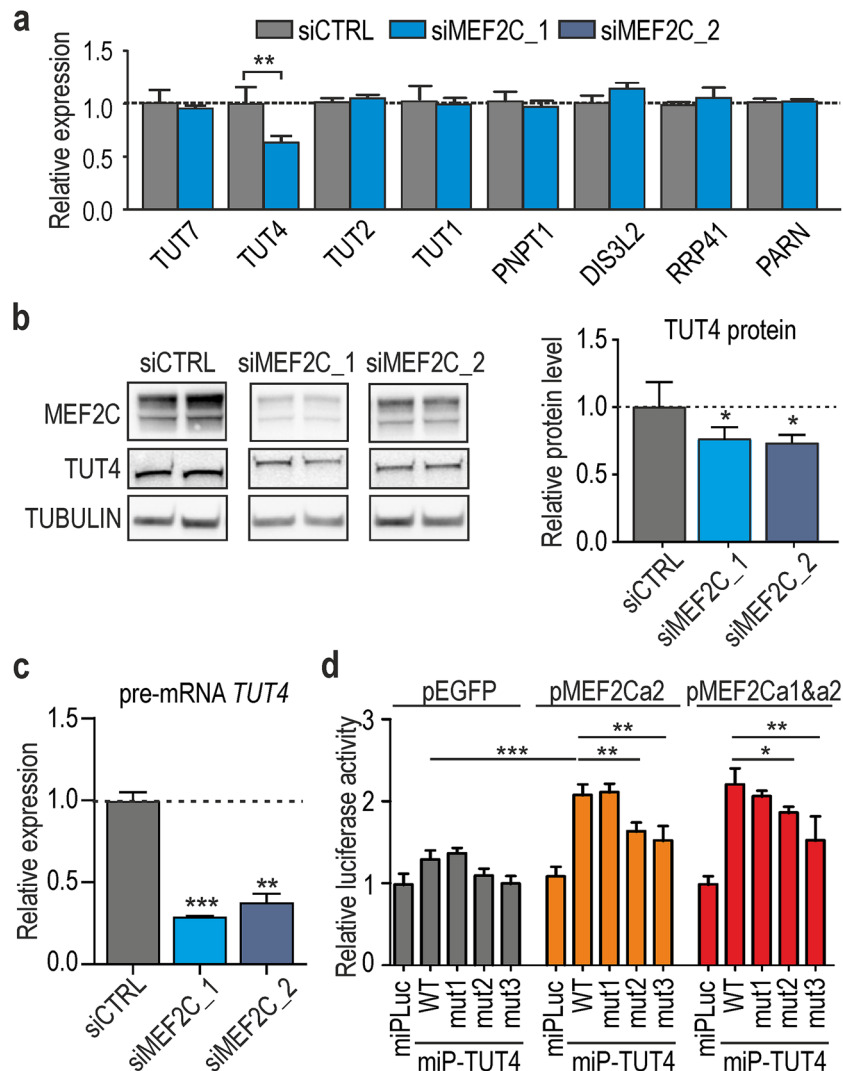 a
siCTRL siMEF2C_1 siMEF2C_2
Relative expression
1.5
1.0
0.5
0.0
**
TUT7 TUT4 TUT2 TUT1 PNPT1 DIS3L2 RRP41 PARN
b
siCTRL siMEF2C_1 siMEF2C_2
MEF2C
TUT4
TUBULIN
TUT4 protein
Relative protein level
1.5
1.0
0.5
0.0
* *
siCTRL siMEF2C_1 siMEF2C_2
c
pre-mRNA TUT4
Relative expression
1.5
1.0
0.5
0.0
*** **
siCTRL siMEF2C_1 siMEF2C_2
d
pEGFP pMEF2Ca2 pMEF2Ca1&a2
Relative luciferase activity
3
2
1
0
** **
*** ** *
miPLuc WT mut1 mut2 mut3 miPLuc WT mut1 mut2 mut3 miPLuc WT mut1 mut2 mut3
miP-TUT4 miP-TUT4 miP-TUT4